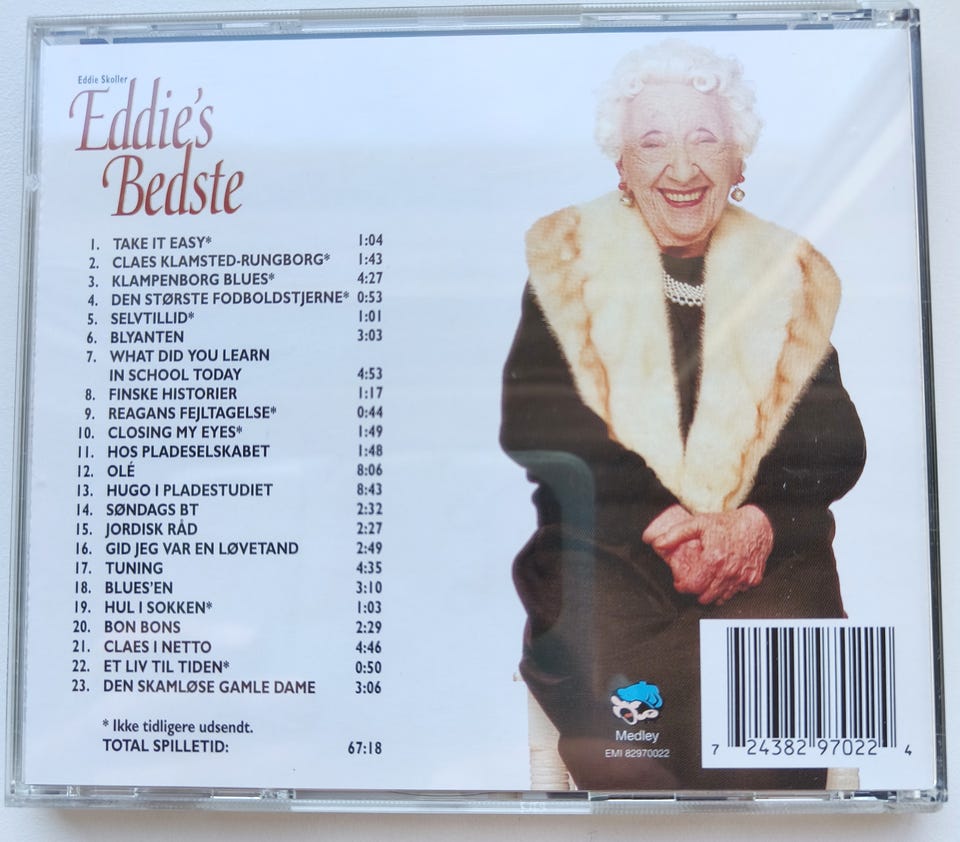 Eddie Skoller
Eddie's
Bedste
1. TAKE IT EASY* 1:04
2. CLAES KLAMSTED-RUNGBORG* 1:43
3. KLAMPENBORG BLUES* 4:27
4. DEN STØRSTE FODBOLDSTJERNE* 0:53
5. SELVTILLID* 1:01
6. BLYANTEN 3:03
7. WHAT DID YOU LEARN
IN SCHOOL TODAY 4:53
8. FINSKE HISTORIER 1:17
9. REAGANS FEJLTAGELSE* 0:44
10. CLOSING MY EYES* 1:49
11. HOS PLADESELSKABET 1:48
12. OLÉ 8:06
13. HUGO I PLADESTUDIET 8:43
14. SØNDAGS BT 2:32
15. JORDISK RÅD 2:27
16. GID JEG VAR EN LØVETAND 2:49
17. TUNING 4:35
18. BLUES'EN 3:10
19. HUL I SOKKEN* 1:03
20. BON BONS 2:29
21. CLAES I NETTO 4:46
22. ET LIV TIL TIDEN* 0:50
23. DEN SKAMLØSE GAMLE DAME 3:06
* Ikke tidligere udsendt.
TOTAL SPILLETID: 67:18
Medley
EMI 82970022
7 24382 97022 4